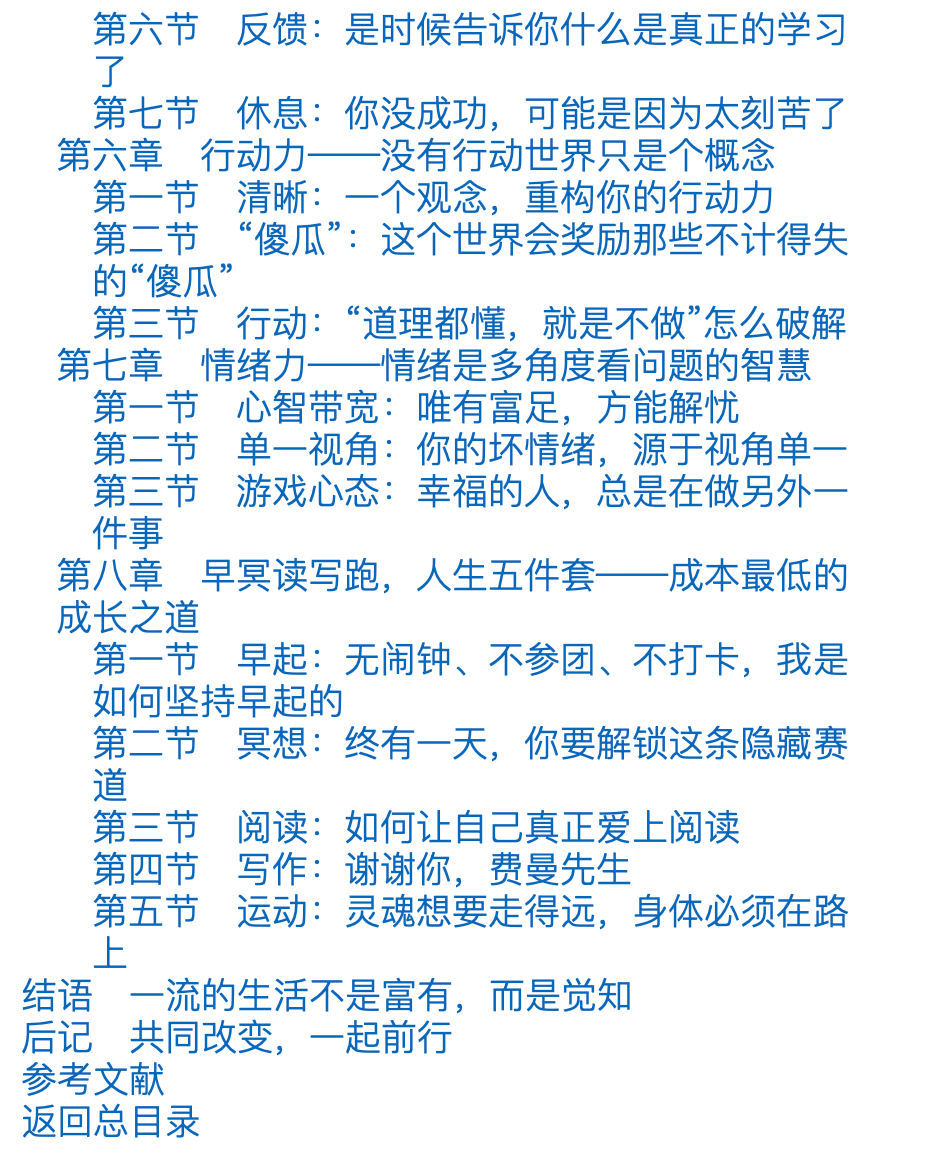 第六节　反馈：是时候告诉你什么是真正的学习
了
第七节　休息：你没成功，可能是因为太刻苦了
第六章　行动力——没有行动世界只是个概念
第一节　清晰：一个观念，重构你的行动力
第二节　“傻瓜”：这个世界会奖励那些不计得失
的“傻瓜”
第三节　行动：“道理都懂，就是不做”怎么破解
第七章　情绪力——情绪是多角度看问题的智慧
第一节　心智带宽：唯有富足，方能解忧
第二节　单一视角：你的坏情绪，源于视角单一
第三节　游戏心态：幸福的人，总是在做另外一
件事
第八章　早冥读写跑，人生五件套——成本最低的
成长之道
第一节　早起：无闹钟、不参团、不打卡，我是
如何坚持早起的
第二节　冥想：终有一天，你要解锁这条隐藏赛
道
第三节　阅读：如何让自己真正爱上阅读
第四节　写作：谢谢你，费曼先生
第五节　运动：灵魂想要走得远，身体必须在路
上
结语　一流的生活不是富有，而是觉知
后记　共同改变，一起前行
参考文献
返回总目录